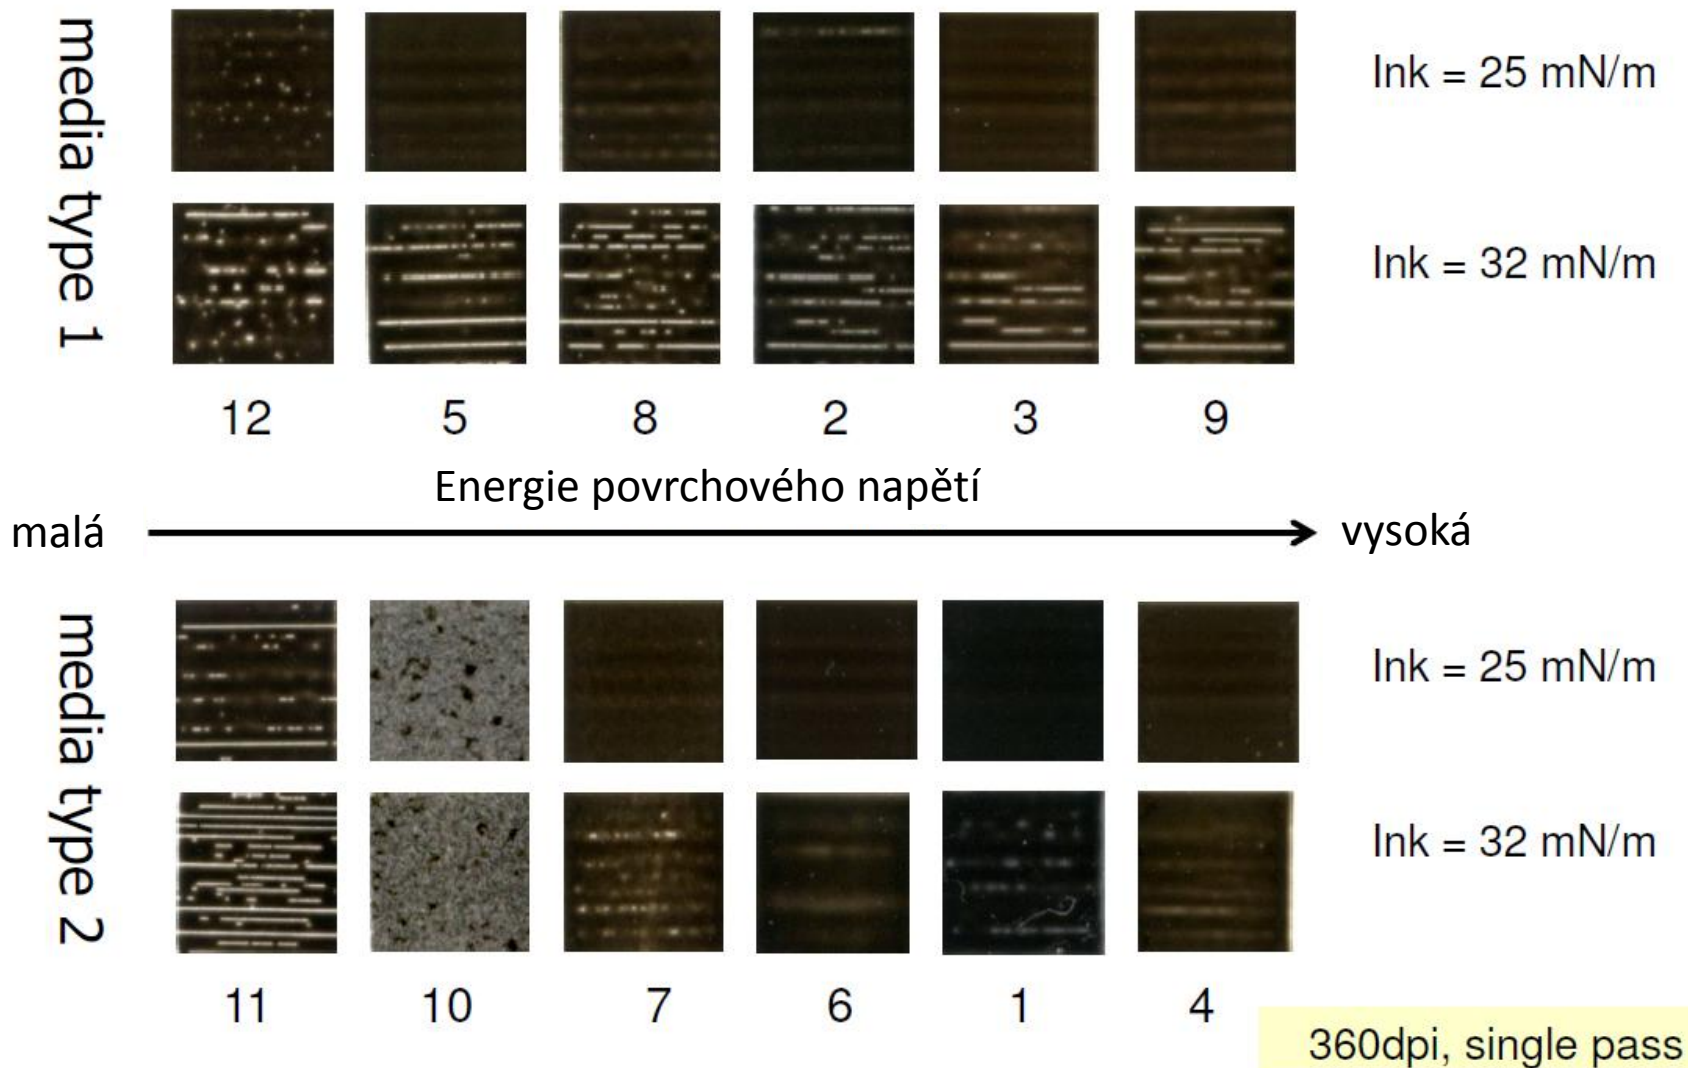 media type 1
Ink = 25 mN/m
Ink = 32 mN/m
12 5 8 2 3 9
Energie povrchového napětí
malá vysoká
media type 2
Ink = 25 mN/m
Ink = 32 mN/m
11 10 7 6 1 4
360dpi, single pass